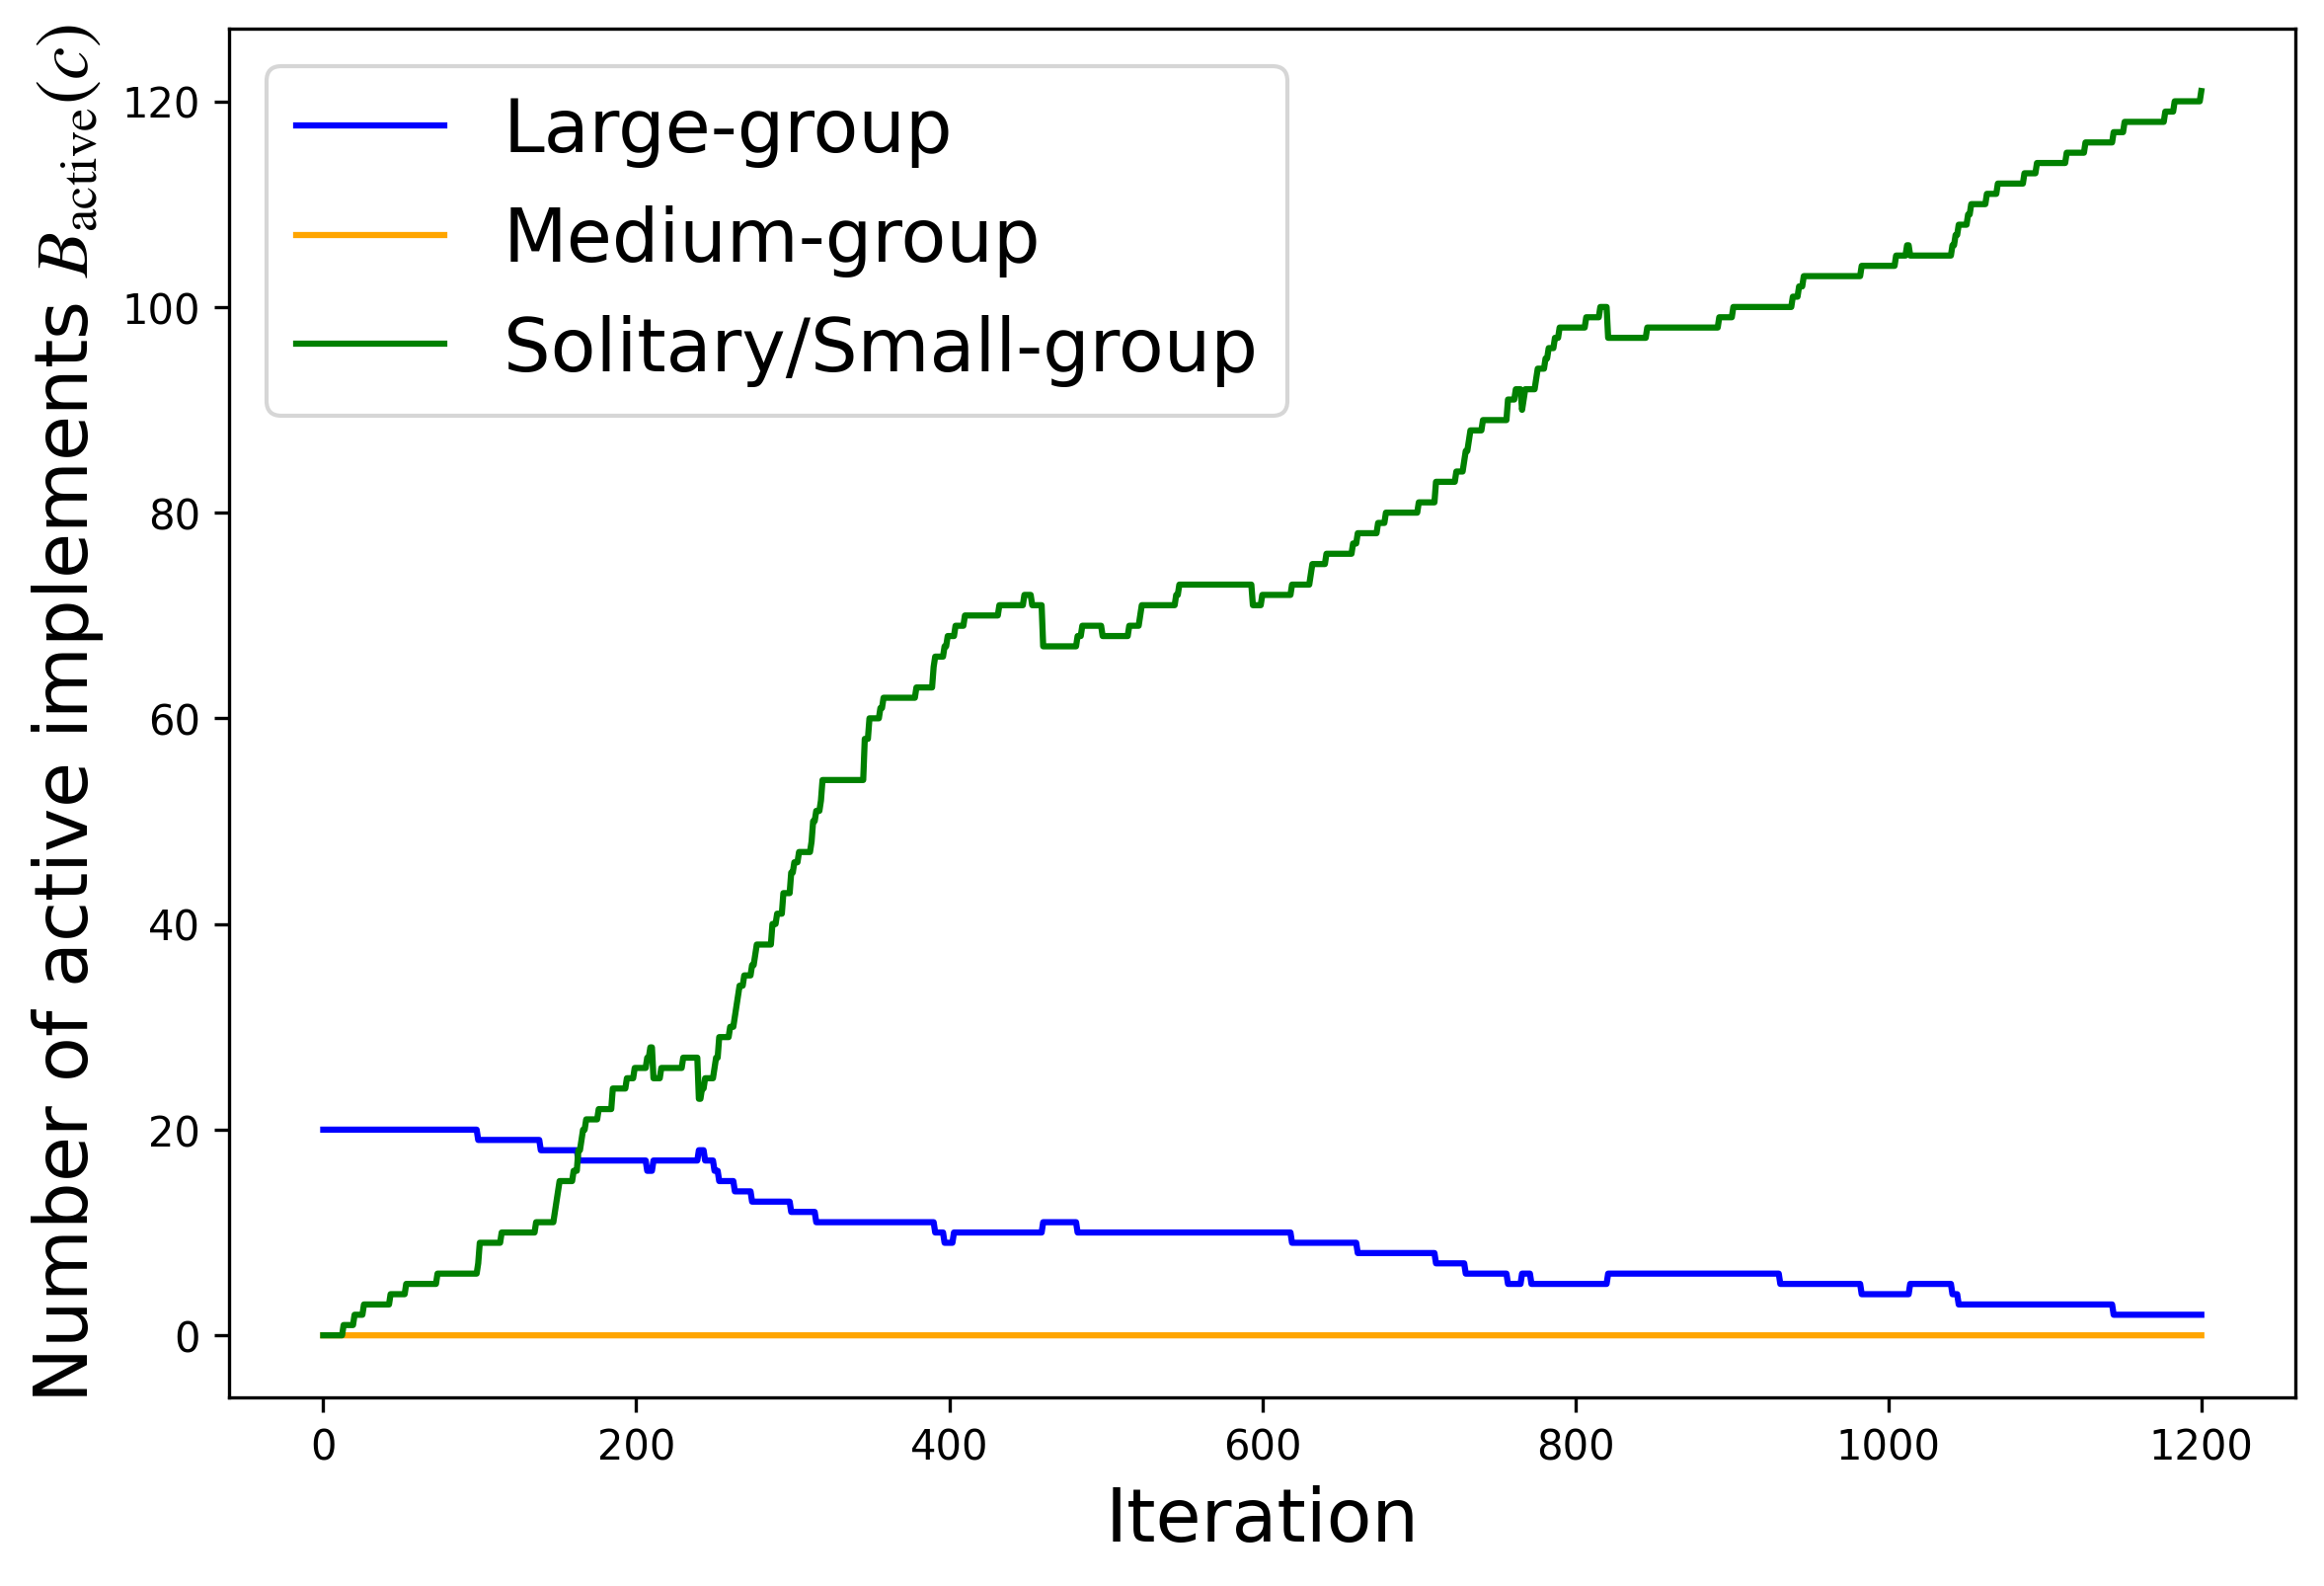 Number of active implements B_active(c)
120
100
80
60
40
20
0
Large-group
Medium-group
Solitary/Small-group
0 200 400 600 800 1000 1200
Iteration